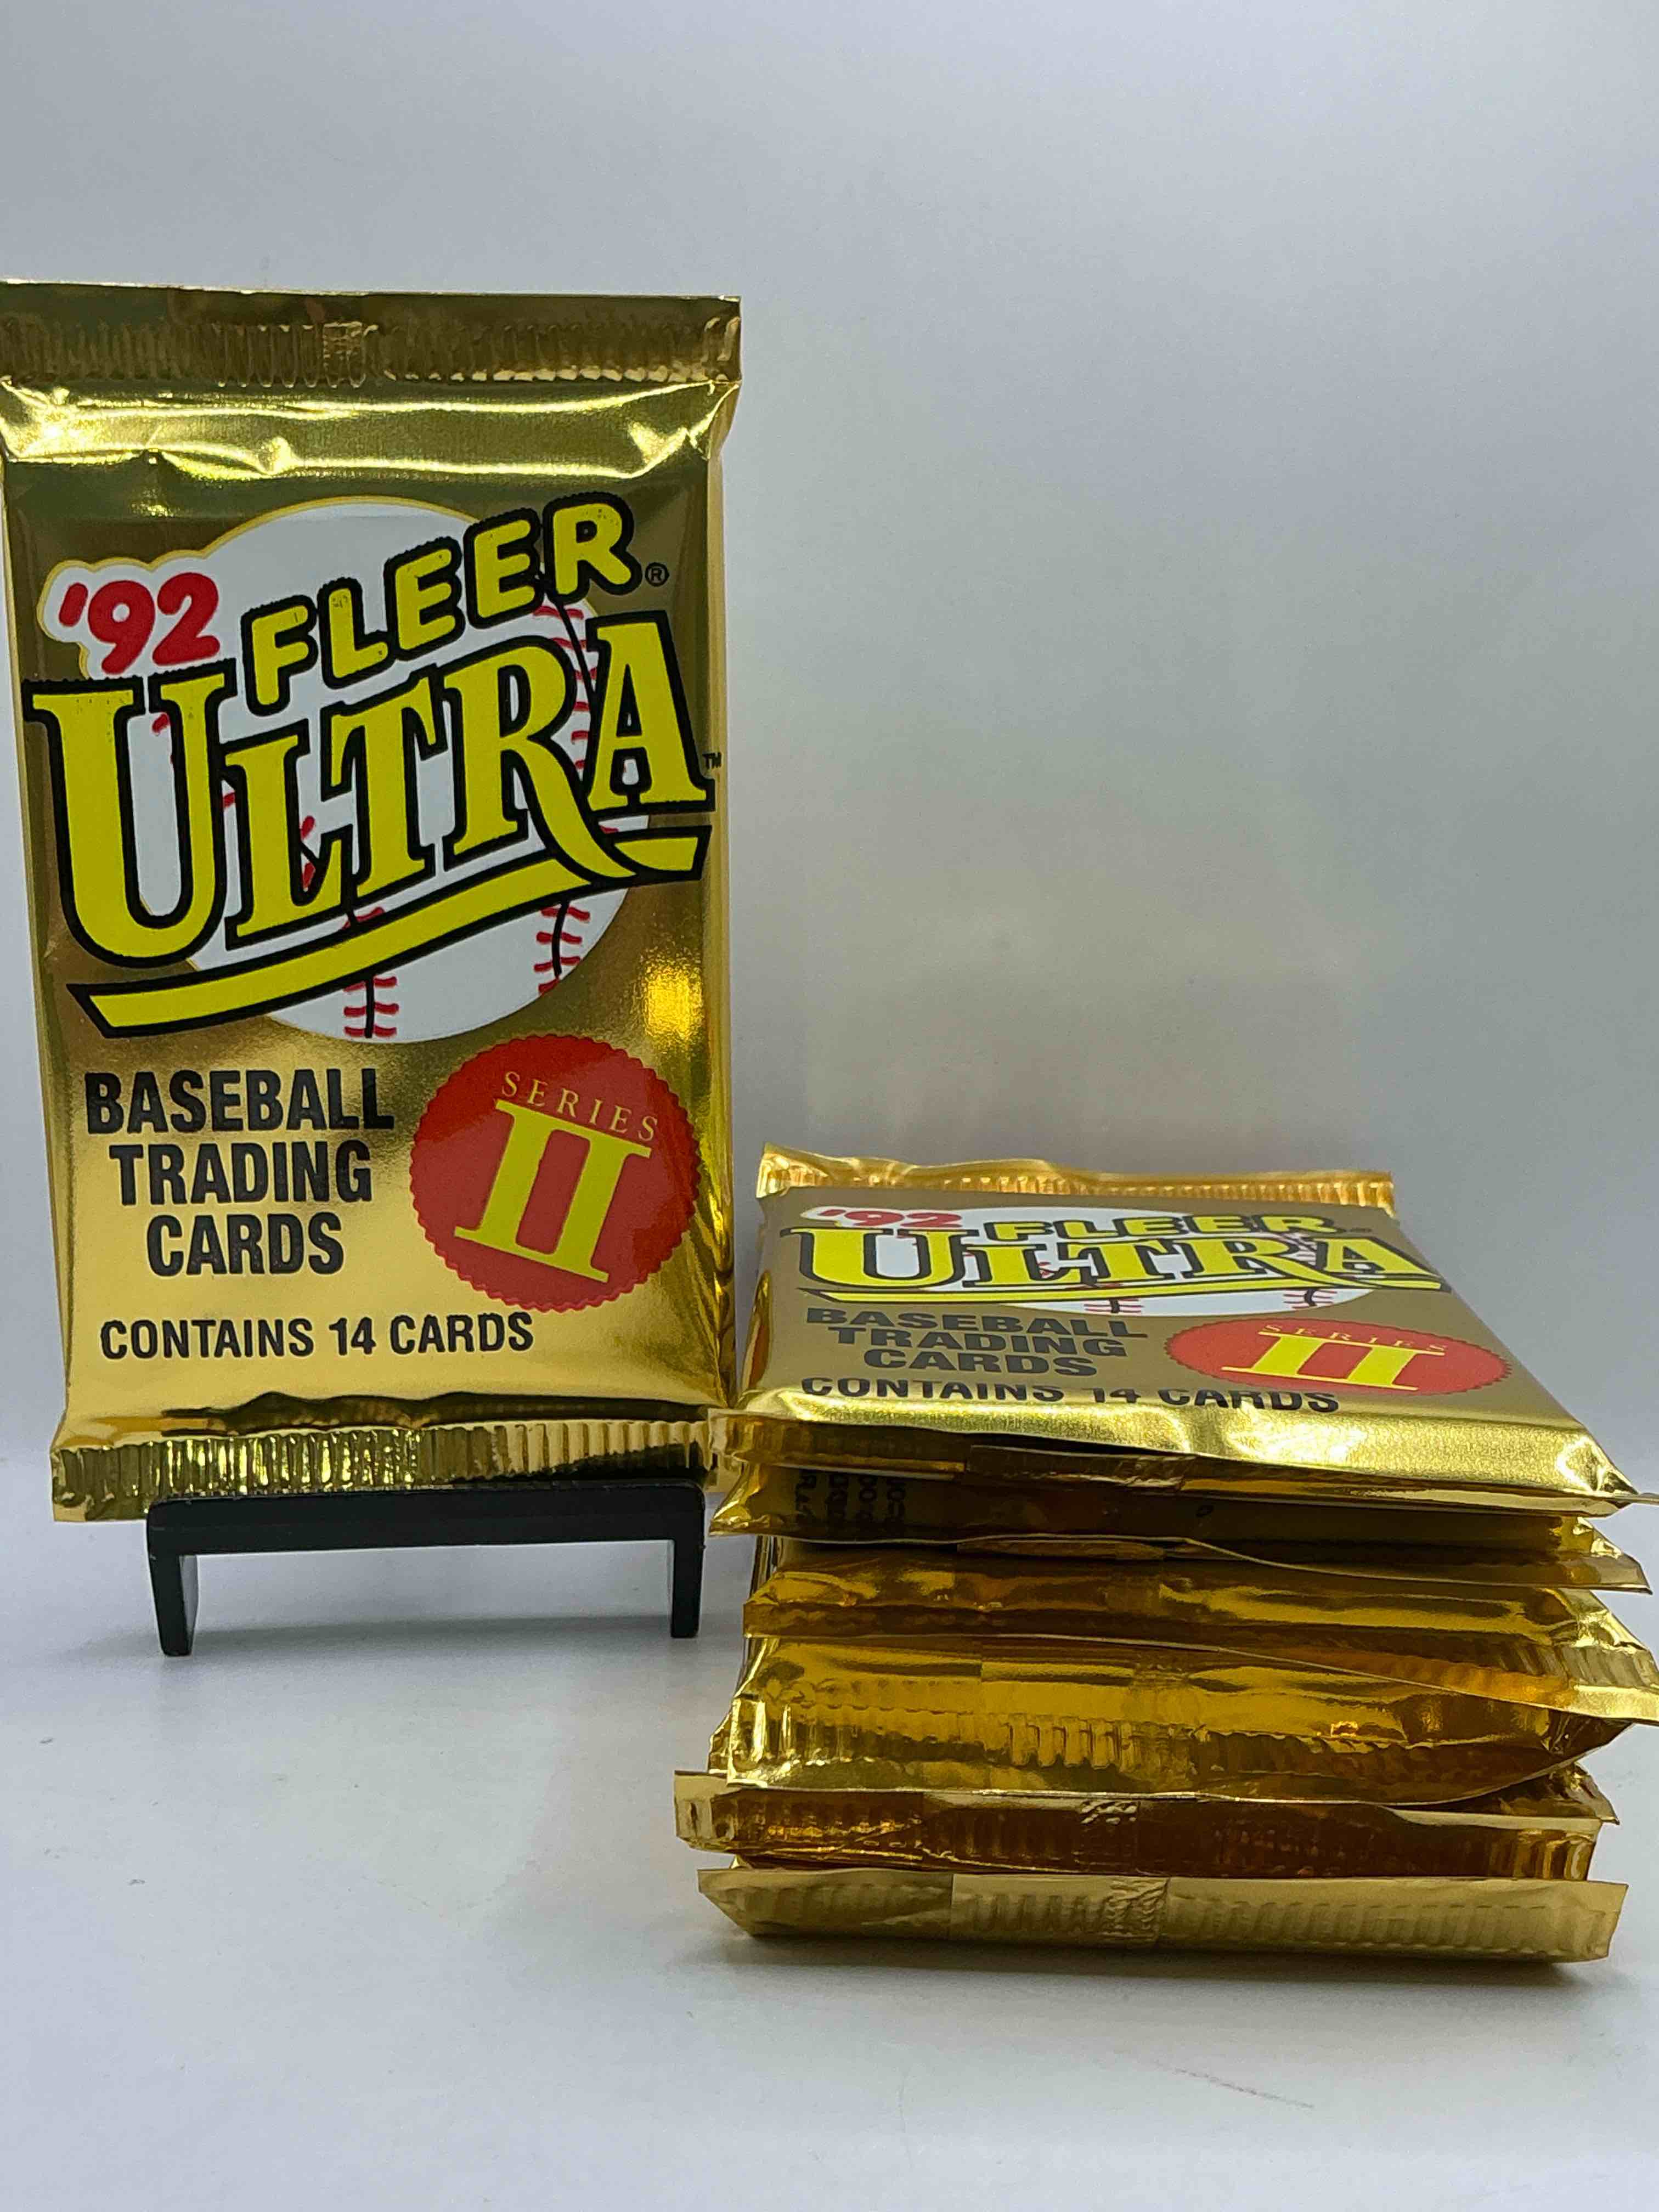 '92 FLEER®
ULTRA™
BASEBALL
TRADING
CARDS
SERIES
II
CONTAINS 14 CARDS
'92 FLEER
ULTRA
BASEBALL
TRADING
CARDS
SERIES
II
CONTAINS 14 CARDS